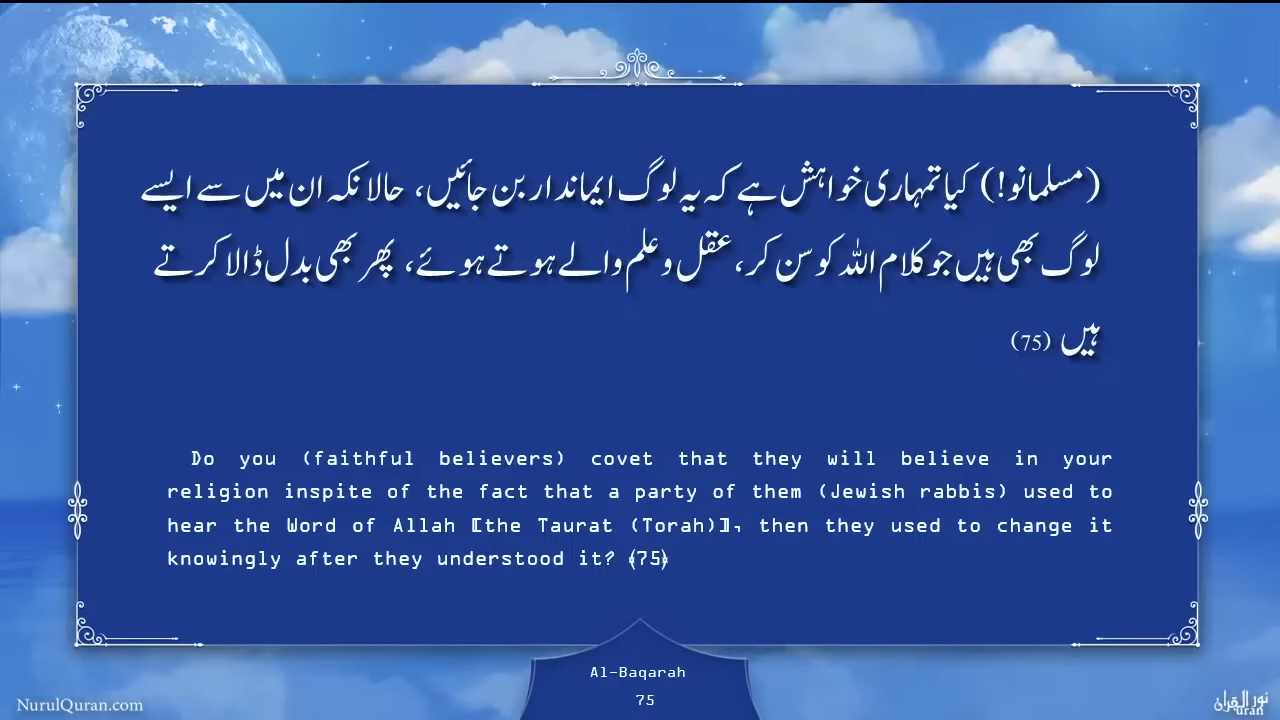 (مسلمانو!) کیا تمہاری خواہش ہے کہ یہ لوگ ایماندار بن جائیں، حالانکہ ان میں سے ایسے
لوگ بھی ہیں جو کلام اللہ کو سن کر، عقل و علم والے ہوتے ہوئے، پھر بھی بدل ڈالا کرتے
ہیں (75)
Do you (faithful believers) covet that they will believe in your
religion inspite of the fact that a party of them (Jewish rabbis) used to
hear the Word of Allah [the Taurat (Torah)], then they used to change it
knowingly after they understood it? ﴾75﴿
Al-Baqarah
75
NurulQuran.com
نور القرآن
uran